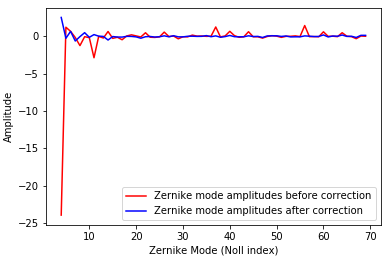 0
−5
−10
−15
−20
−25
Amplitude
Zernike mode amplitudes before correction
Zernike mode amplitudes after correction
10 20 30 40 50 60 70
Zernike Mode (Noll index)